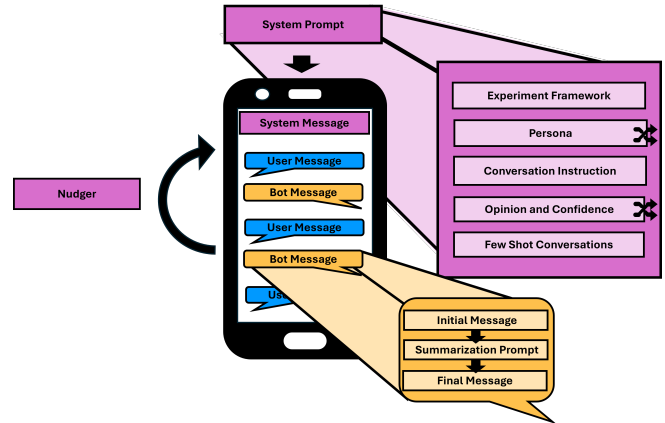 System Prompt
Experiment Framework
Persona
Conversation Instruction
Opinion and Confidence
Few Shot Conversations
System Message
User Message
Bot Message
User Message
Bot Message
Nudger
Initial Message
Summarization Prompt
Final Message